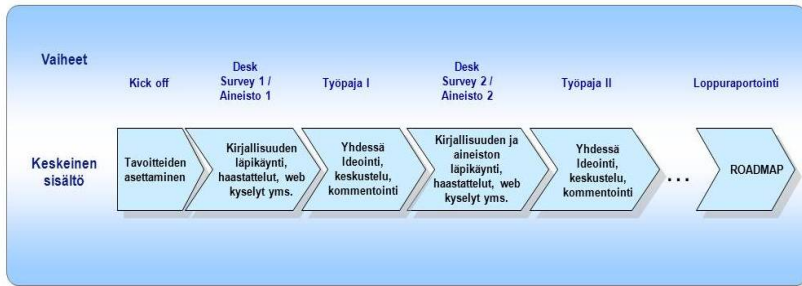 Vaiheet
Kick off
Desk
Survey 1 /
Aineisto 1
Työpaja I
Desk
Survey 2 /
Aineisto 2
Työpaja II
Loppuraportointi
Keskeinen
sisältö
Tavoitteiden
asettaminen
Kirjallisuuden
läpikäynti,
haastattelut, web
kyselyt yms.
Yhdessä
Ideointi,
keskustelu,
kommentointi
Kirjallisuuden ja
aineiston
läpikäynti,
haastattelut, web
kyselyt yms.
Yhdessä
Ideointi,
keskustelu,
kommentointi
...
ROADMAP